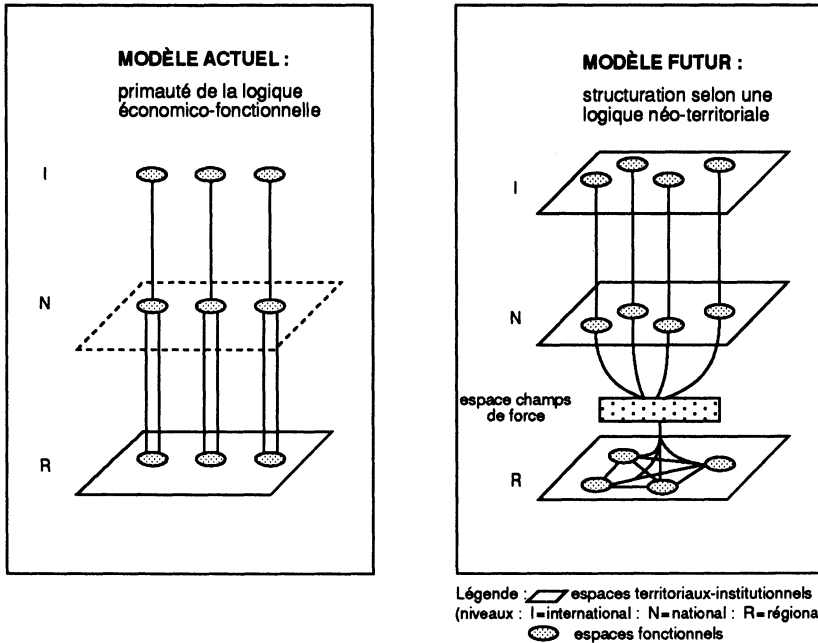 MODÈLE ACTUEL :
primauté de la logique
économico-fonctionnelle
I
N
R
MODÈLE FUTUR :
structuration selon une
logique néo-territoriale
I
N
espace champs
de force
R
Légende : espaces territoriaux-institutionnels
(niveaux : I=international : N=national : R=régiona
espaces fonctionnels